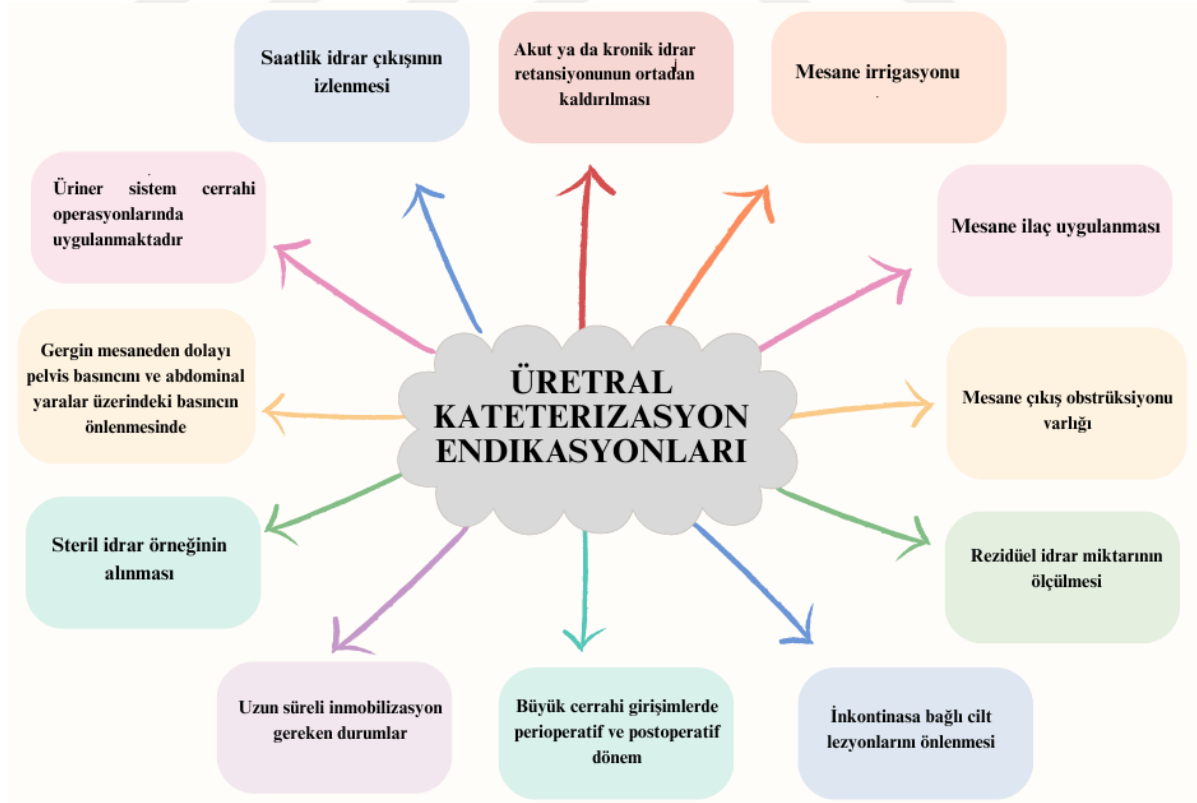 Saatlik idrar çıkışının
izlenmesi
Akut ya da kronik idrar
retansiyonunun ortadan
kaldırılması
Mesane irrigasyonu
Üriner sistem cerrahi
operasyonlarında
uygulanmaktadır
Mesane ilaç uygulanması
Gergin mesaneden dolayı
pelvis basıncını ve abdominal
yaralar üzerindeki basıncın
önlenmesinde
ÜRETRAL
KATETERIZASYON
ENDIKASYONLARI
Mesane çıkış obstrüksiyonu
varlığı
Steril idrar örneğinin
alınması
Rezidüel idrar miktarının
ölçülmesi
Uzun süreli inmobilizasyon
gereken durumlar
Büyük cerrahi girişimlerde
perioperatif ve postoperatif
dönem
İnkontinasa bağlı cilt
lezyonlarını önlenmesi